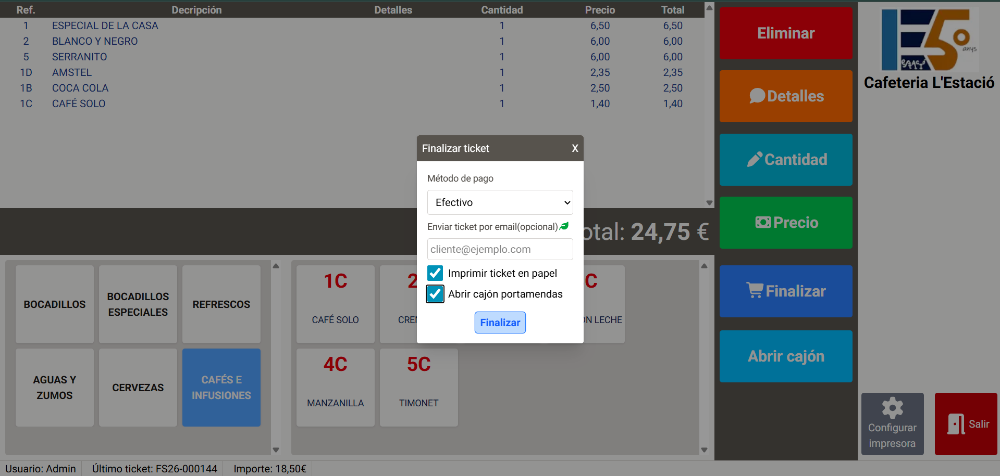 Ref. Decripción Detalles Cantidad Precio Total
1 ESPECIAL DE LA CASA 1 6,50 6,50
2 BLANCO Y NEGRO 1 6,00 6,00
5 SERRANITO 1 6,00 6,00
1D AMSTEL 1 2,35 2,35
1B COCA COLA 1 2,50 2,50
1C CAFÉ SOLO 1 1,40 1,40
otal: 24,75 €
Finalizar ticket X
Método de pago
Efectivo
Enviar ticket por email(opcional)
cliente@ejemplo.com
Imprimir ticket en papel
Abrir cajón portamendas
Finalizar
BOCADILLOS
BOCADILLOS
ESPECIALES
REFRESCOS
AGUAS Y
ZUMOS
CERVEZAS
CAFÉS E
INFUSIONES
1C
CAFÉ SOLO
2
CRE
C
ON LECHE
4C
MANZANILLA
5C
TIMONET
Eliminar
Detalles
Cantidad
Precio
Finalizar
Abrir cajón
E50
anys
Cafeteria L'Estació
Configurar
impresora
Salir
Usuario: Admin Último ticket: FS26-000144 Importe: 18,50€